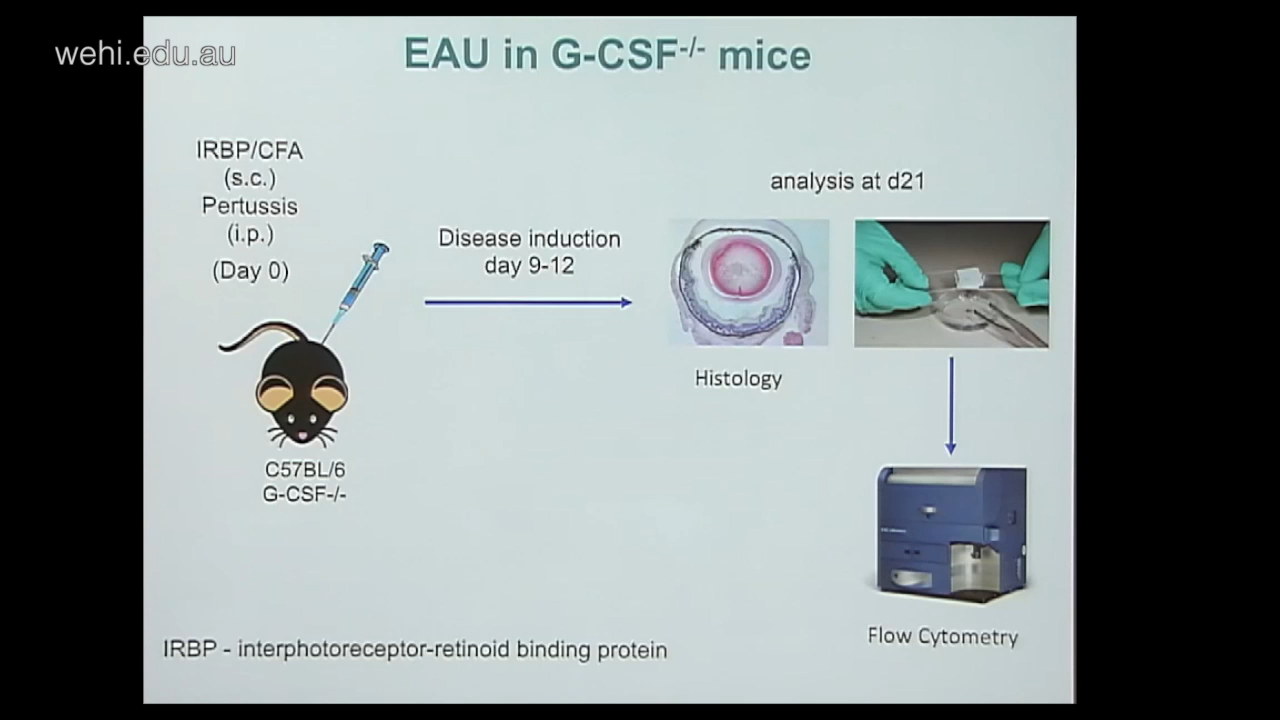 wehi.edu.au
EAU in G-CSF-/- mice
IRBP/CFA
(s.c.)
Pertussis
(i.p.)
(Day 0)
Disease induction
day 9-12
analysis at d21
Histology
C57BL/6
G-CSF-/-
Flow Cytometry
IRBP - interphotoreceptor-retinoid binding protein